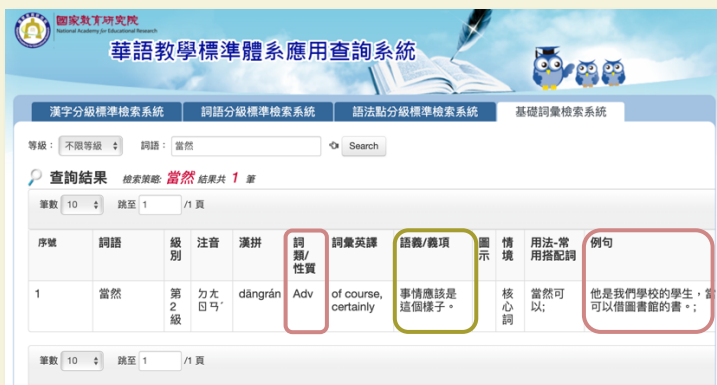 國家教育研究院
National Academy for Educational Research
華語教學標準體系應用查詢系統
漢字分級標準檢索系統 詞語分級標準檢索系統 語法點分級標準檢索系統 基礎詞彙檢索系統
等級： 不限等級 詞語： 當然 Search
查詢結果 檢索策略: 當然 結果共 1 筆
筆數 10 跳至 1 /1 頁
序號 詞語 級別 注音 漢拼 詞類/性質 詞彙英譯 語義/義項 圖示 情境 用法-常用搭配詞 例句
1 當然 第2級 ㄉㄤ ㄖㄢˊ dāngrán Adv of course, certainly 事情應該是這個樣子。 核心詞 當然可以; 他是我們學校的學生，當可以借圖書館的書。;
筆數 10 跳至 1 /1 頁